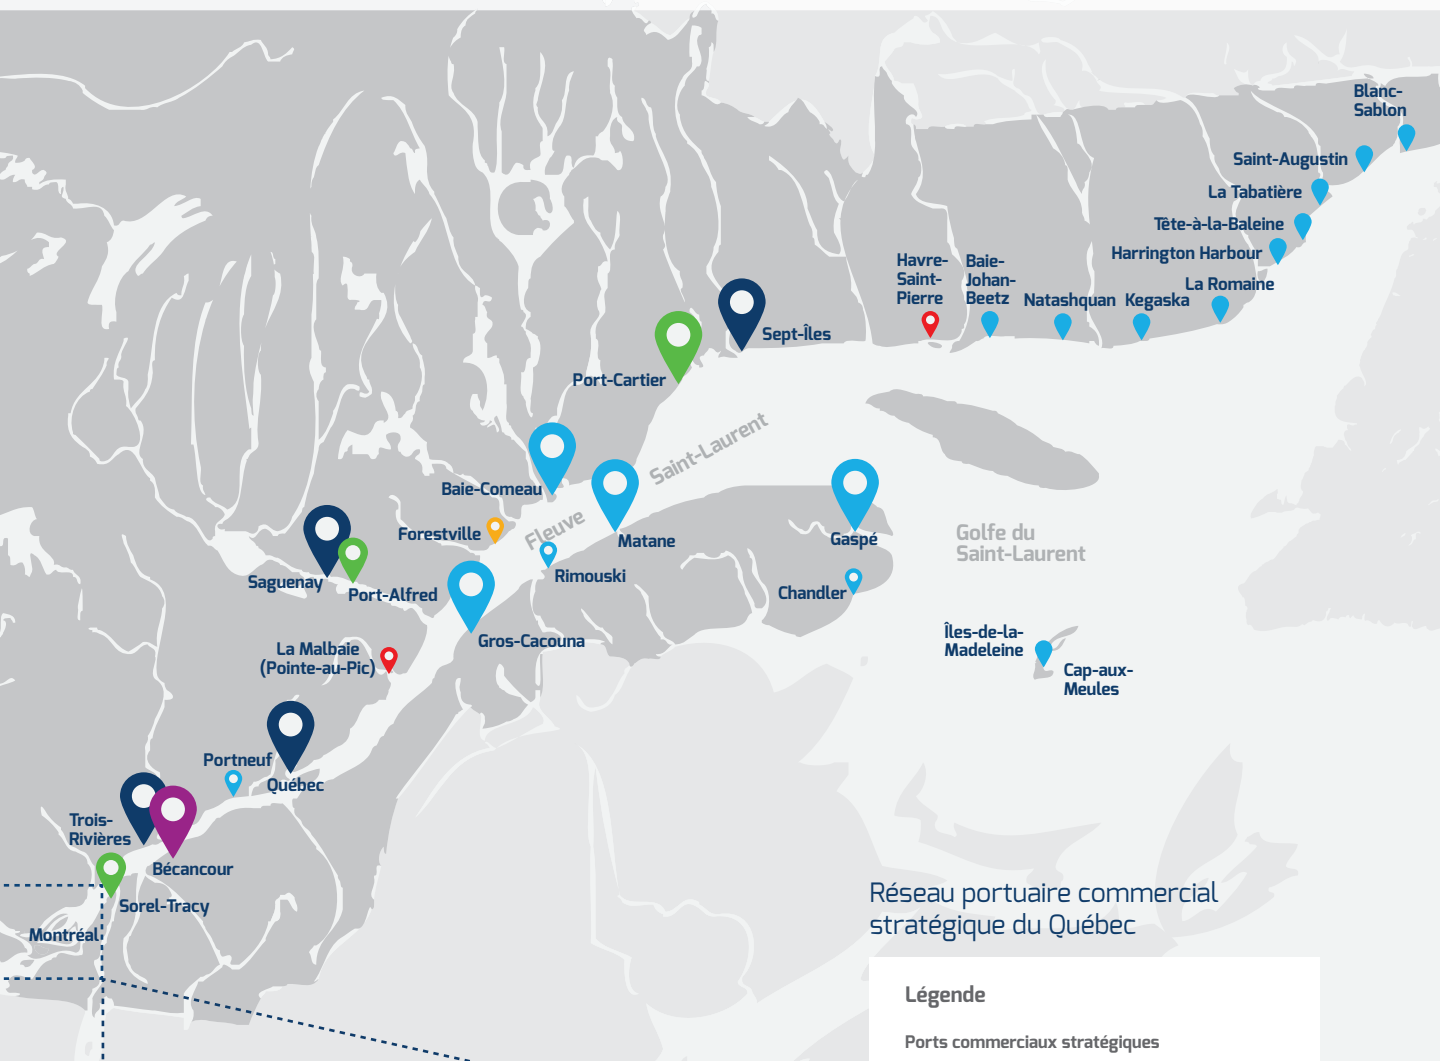 Blanc-
Sablon
Saint-Augustin
La Tabatière
Tête-à-la-Baleine
Harrington Harbour
La Romaine
Havre-
Saint-
Pierre
Baie-
Johan-
Beetz
Natashquan
Kegaska
Sept-Îles
Port-Cartier
Fleuve
Saint-Laurent
Baie-Comeau
Forestville
Matane
Gaspé
Golfe du
Saint-Laurent
Rimouski
Chandler
Saguenay
Port-Alfred
Gros-Cacouna
Îles-de-la-
Madeleine
Cap-aux-
Meules
La Malbaie
(Pointe-au-Pic)
Portneuf
Québec
Trois-
Rivières
Bécancour
Sorel-Tracy
Montréal
Réseau portuaire commercial
stratégique du Québec
Légende
Ports commerciaux stratégiques